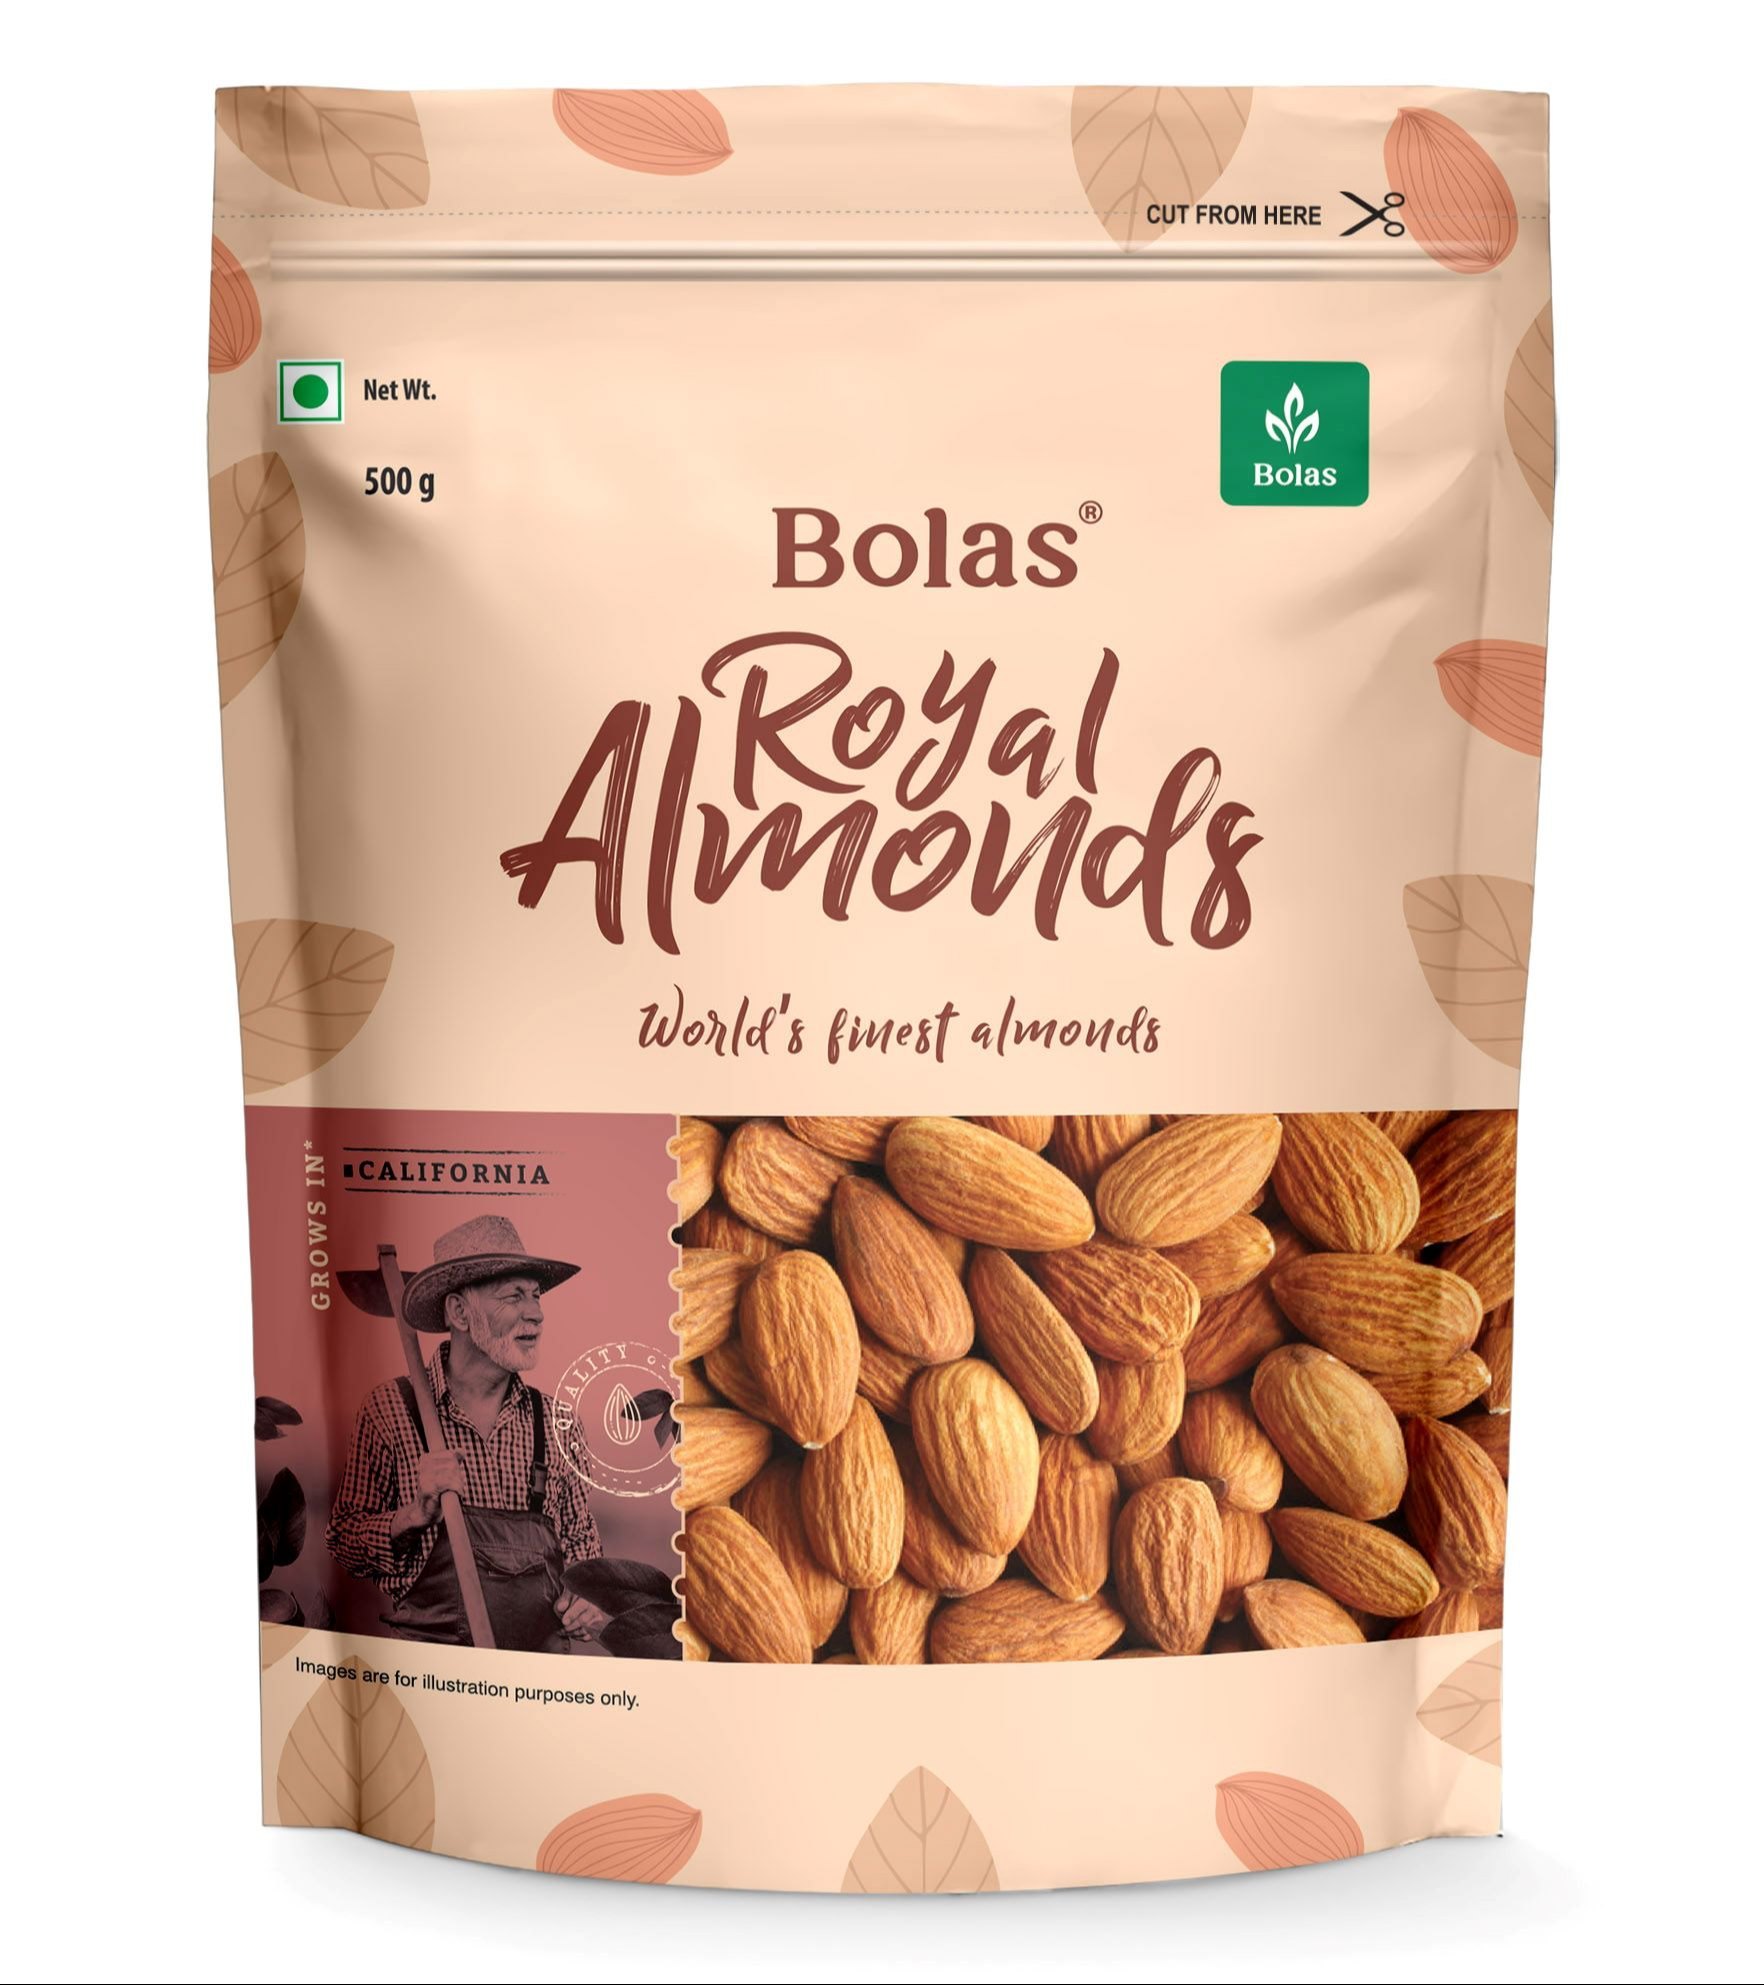 CUT FROM HERE
Net Wt.
500 g
Bolas
Bolas®
Royal
Almonds
World's finest almonds
GROWS IN*
CALIFORNIA
QUALITY
Images are for illustration purposes only.